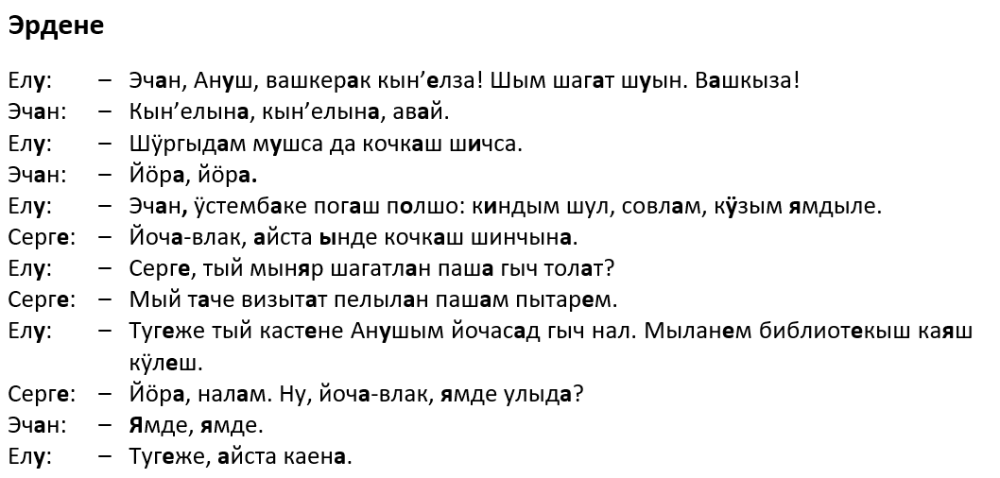 Эрдене
Елу: – Эчан, Ануш, вашкерак кын’елза! Шым шагат шуын. Вашкыза!
Эчан: – Кын’елына, кын’елына, авай.
Елу: – Шӱргыдам мушса да кочкаш шичса.
Эчан: – Йӧра, йӧра.
Елу: – Эчан, ӱстембаке погаш полшо: киндым шул, совлам, кӱзым ямдыле.
Серге: – Йоча-влак, айста ынде кочкаш шинчына.
Елу: – Серге, тый мыняр шагатлан паша гыч толат?
Серге: – Мый таче визытат пелылан пашам пытарем.
Елу: – Тугеже тый кастене Анушым йочасад гыч нал. Мыланем библиотекыш каяш
кӱлеш.
Серге: – Йӧра, налам. Ну, йоча-влак, ямде улыда?
Эчан: – Ямде, ямде.
Елу: – Тугеже, айста каена.